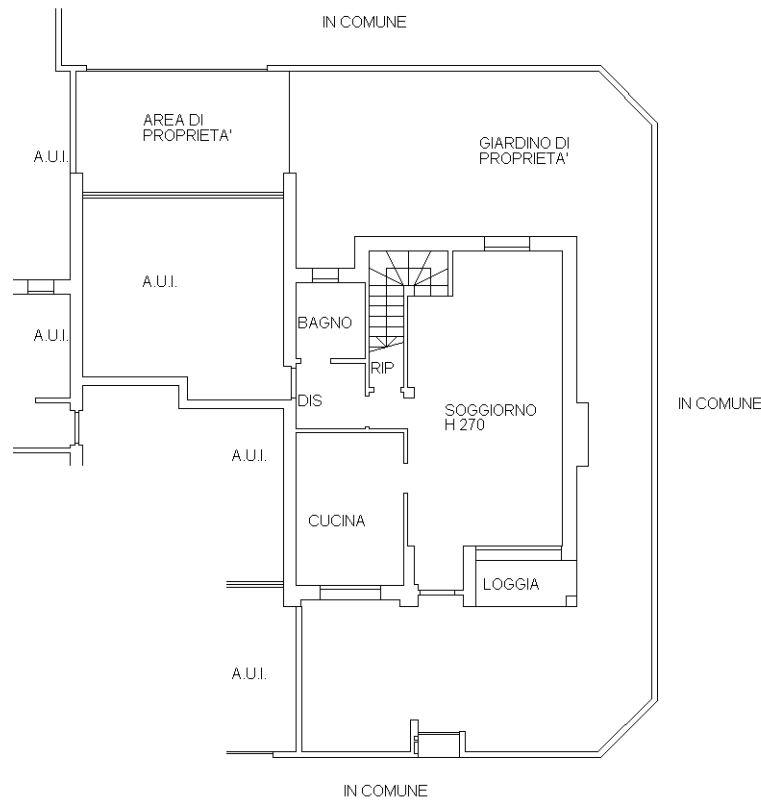 IN COMUNE
AREA DI
PROPRIETA'
GIARDINO DI
PROPRIETA'
A.U.I.
A.U.I.
BAGNO
A.U.I.
RIP
DIS
SOGGIORNO
H 270
IN COMUNE
A.U.I.
CUCINA
LOGGIA
A.U.I.
IN COMUNE